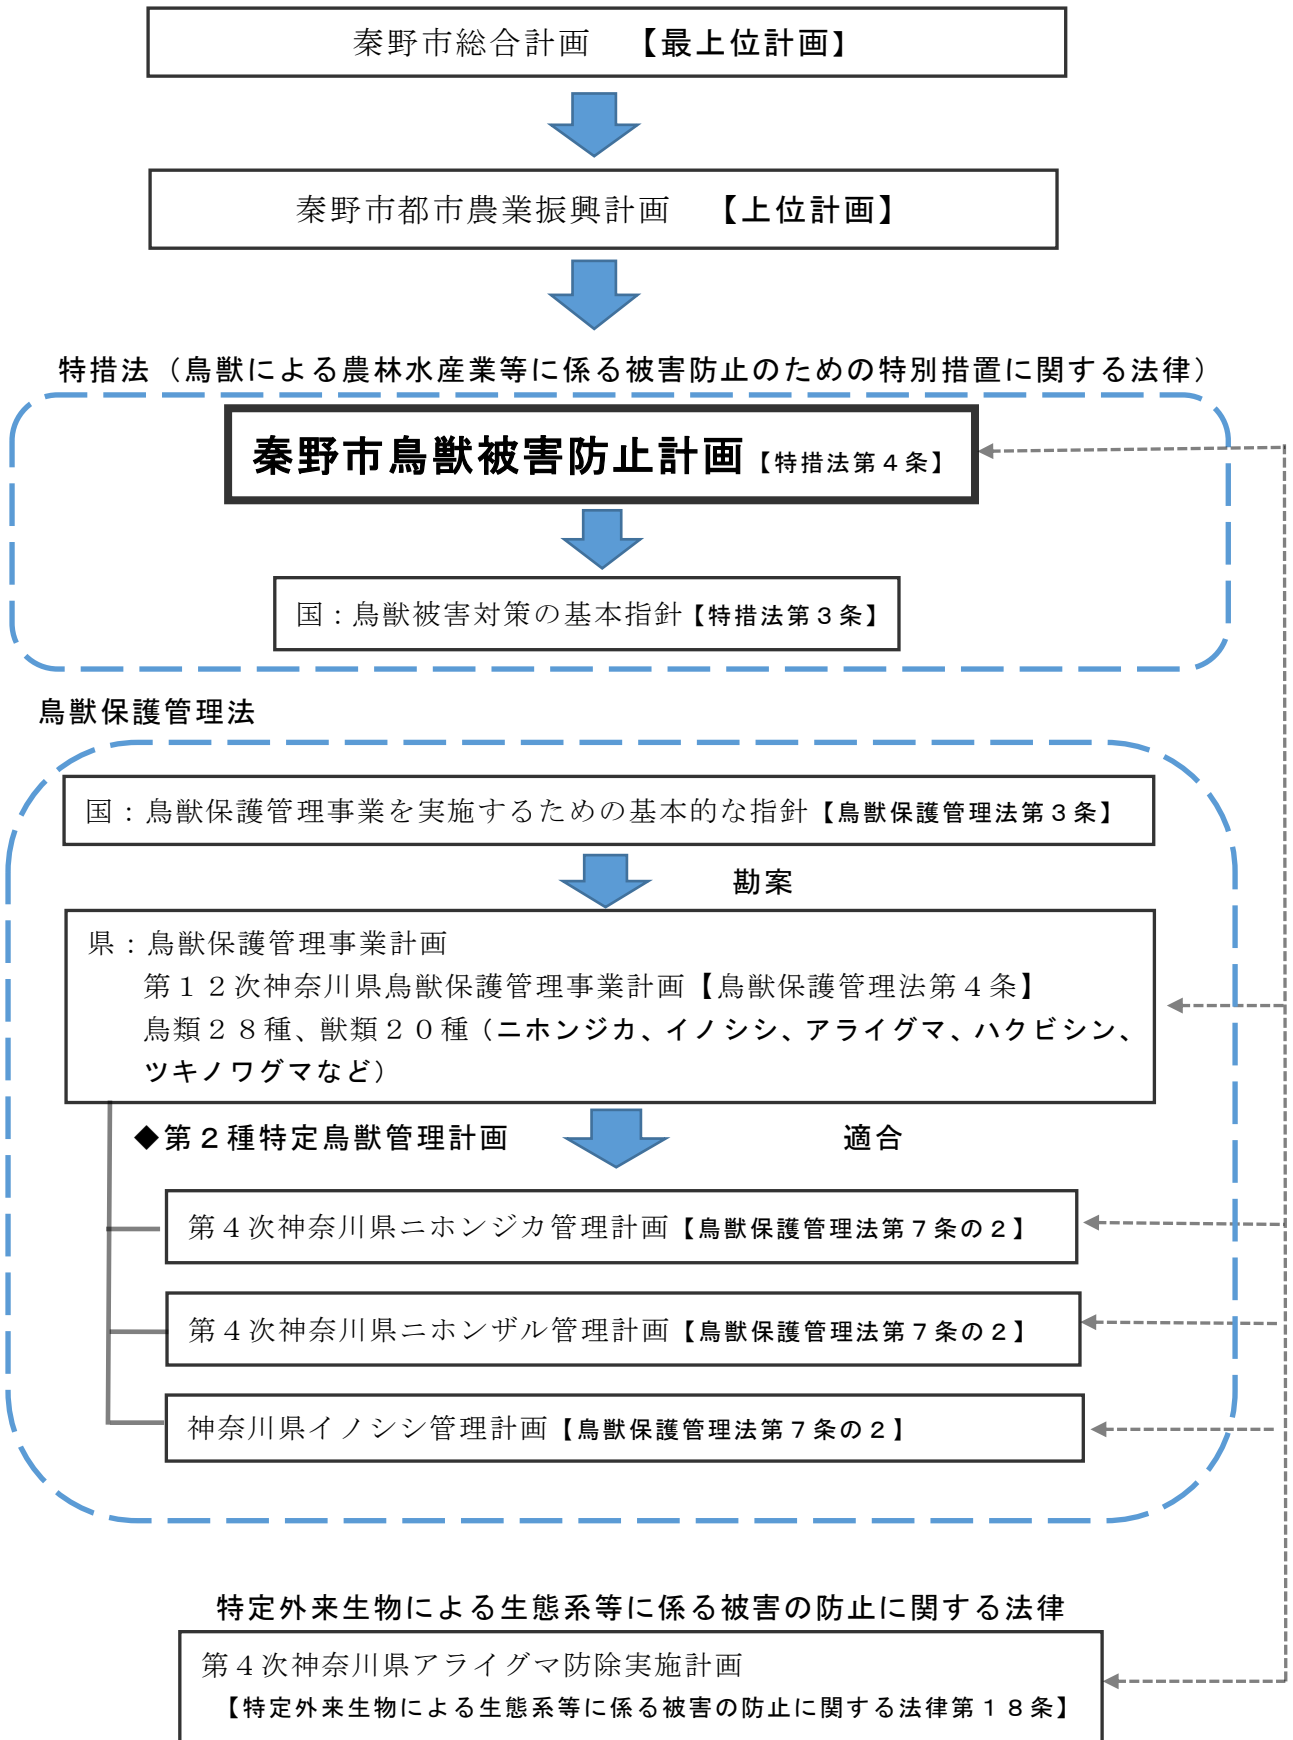 秦野市総合計画　【最上位計画】
秦野市都市農業振興計画　【上位計画】
特措法（鳥獣による農林水産業等に係る被害防止のための特別措置に関する法律）
秦野市鳥獣被害防止計画【特措法第４条】
国：鳥獣被害対策の基本指針【特措法第３条】
鳥獣保護管理法
国：鳥獣保護管理事業を実施するための基本的な指針【鳥獣保護管理法第３条】
勘案
県：鳥獣保護管理事業計画
第１２次神奈川県鳥獣保護管理事業計画【鳥獣保護管理法第４条】
鳥類２８種、獣類２０種（ニホンジカ、イノシシ、アライグマ、ハクビシン、
ツキノワグマなど）
◆第２種特定鳥獣管理計画
適合
第４次神奈川県ニホンジカ管理計画【鳥獣保護管理法第７条の２】
第４次神奈川県ニホンザル管理計画【鳥獣保護管理法第７条の２】
神奈川県イノシシ管理計画【鳥獣保護管理法第７条の２】
特定外来生物による生態系等に係る被害の防止に関する法律
第４次神奈川県アライグマ防除実施計画
【特定外来生物による生態系等に係る被害の防止に関する法律第１８条】